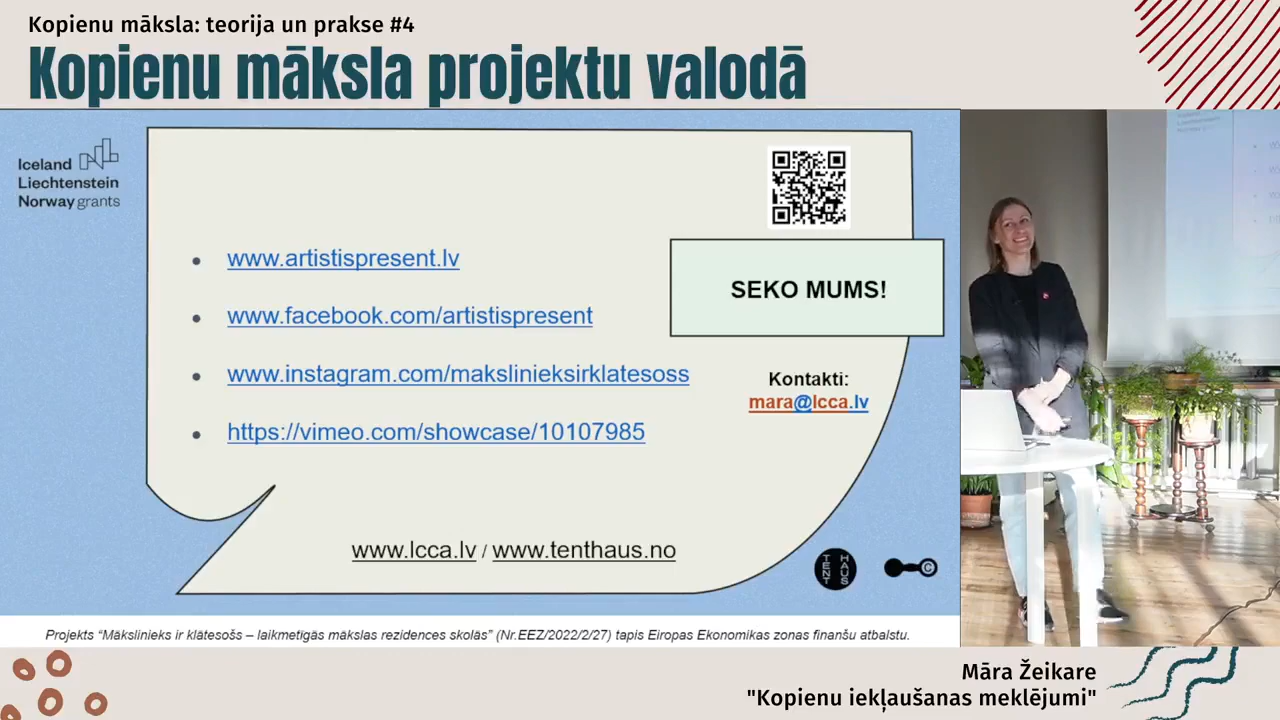 Kopienu māksla: teorija un prakse #4
Kopienu māksla projektu valodā
Iceland
Liechtenstein
Norway grants
www.artistispresent.lv
www.facebook.com/artistispresent
www.instagram.com/makslinieksirklatesoss
https://vimeo.com/showcase/10107985
SEKO MUMS!
Kontakti:
mara@lcca.lv
www.lcca.lv / www.tenthaus.no
TENT HAUS
C
Projekts “Mākslinieks ir klātesošs – laikmetīgās mākslas rezidences skolās” (Nr.EEZ/2022/2/27) tapis Eiropas Ekonomikas zonas finanšu atbalstu.
Māra Žeikare
"Kopienu iekļaušanas meklējumi"